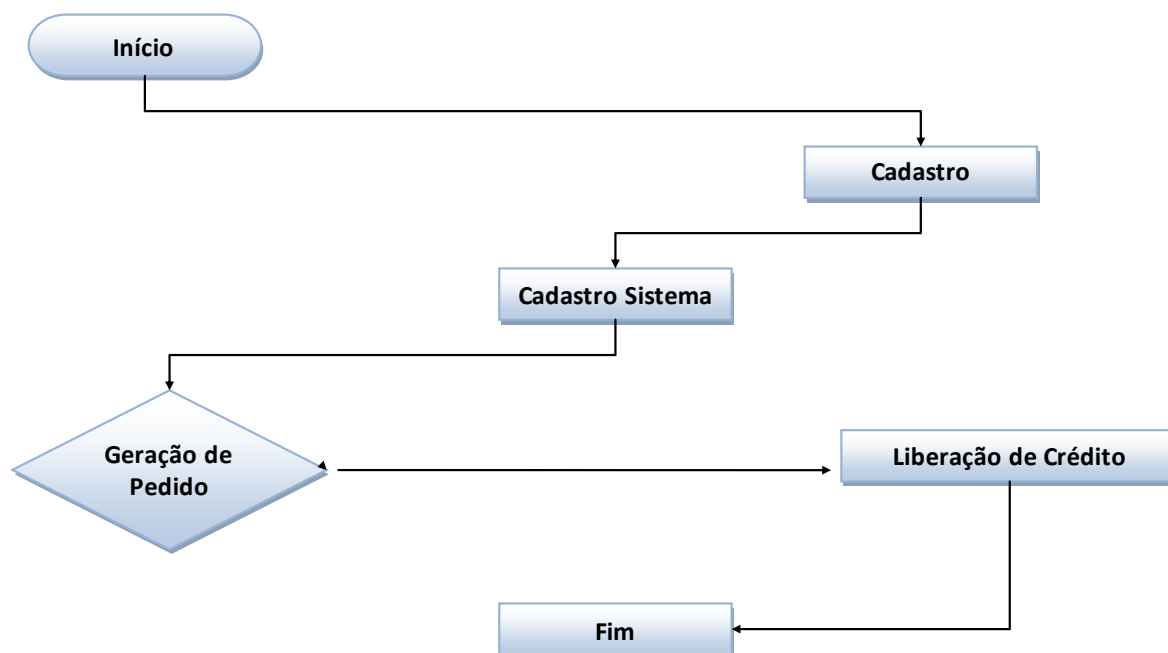 Início
Cadastro
Cadastro Sistema
Geração de
Pedido
Liberação de Crédito
Fim